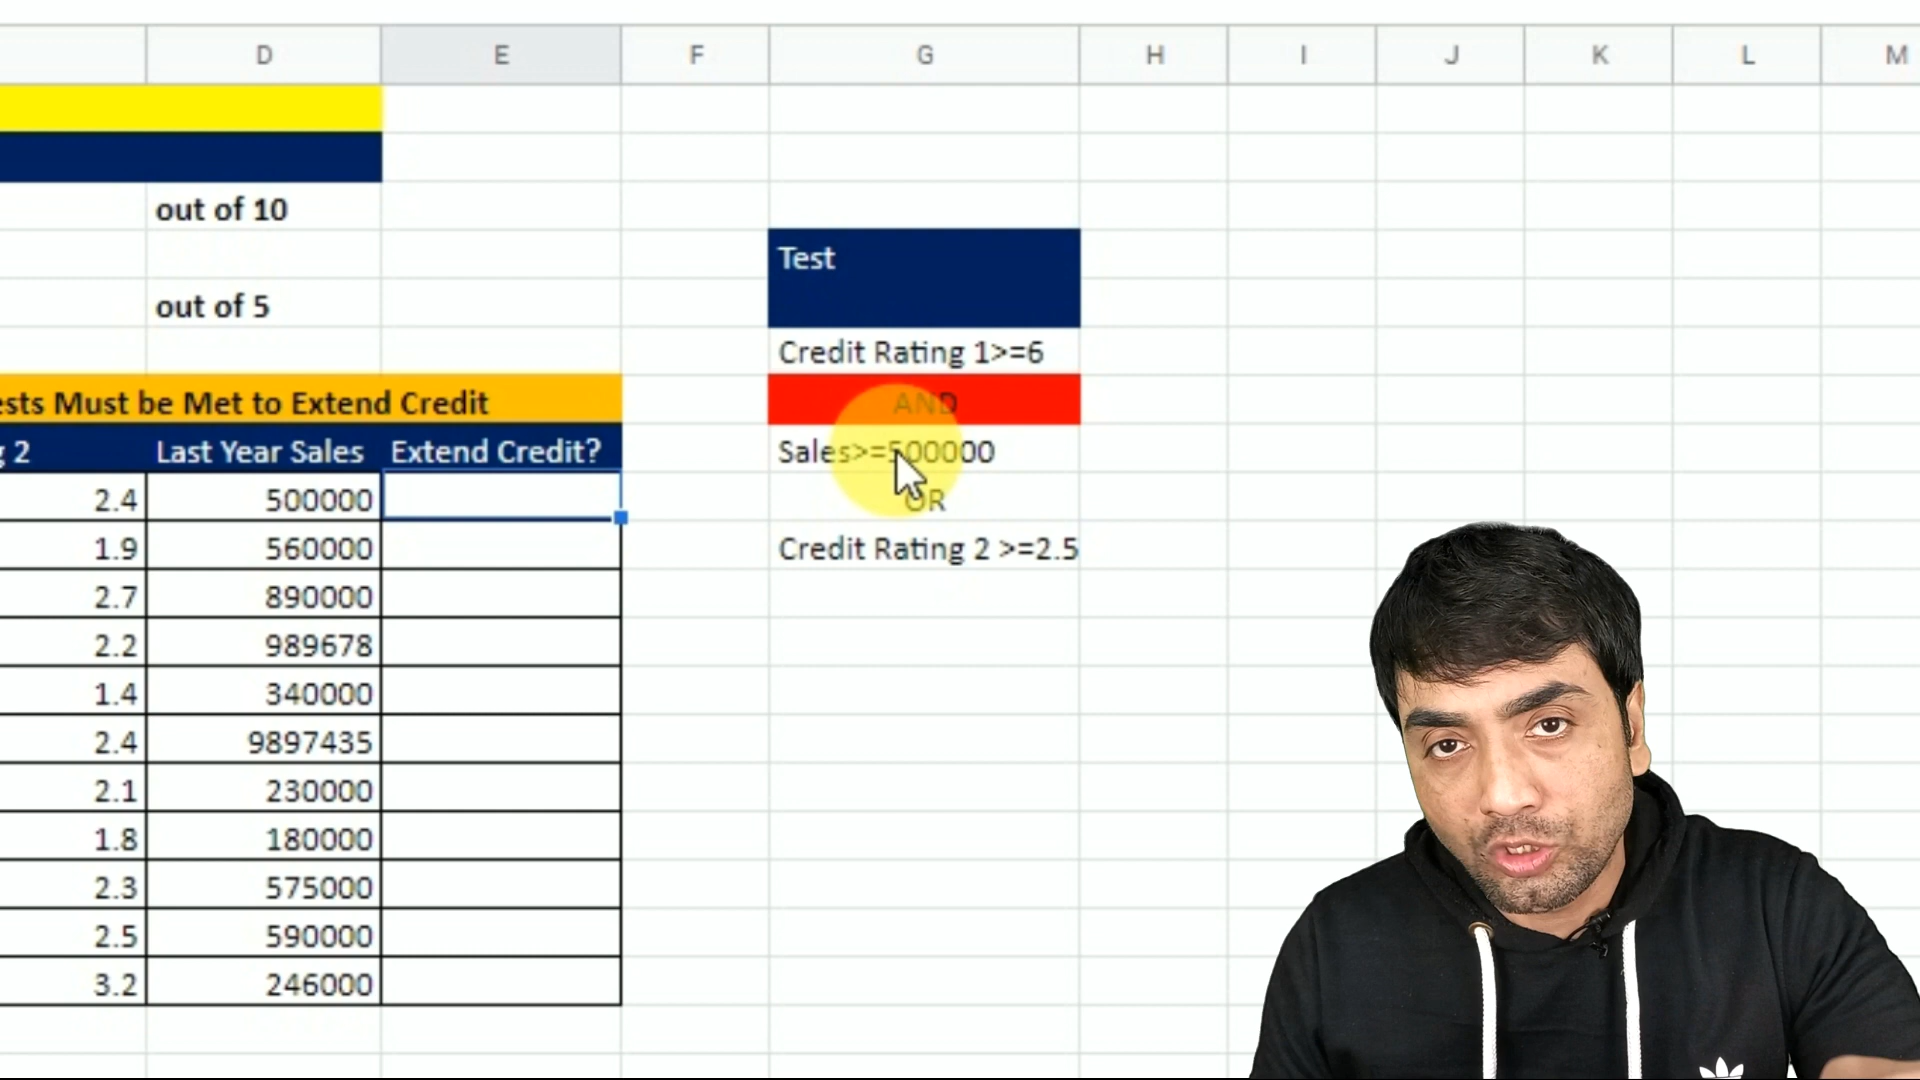 D E F G H I J K L M
out of 10
Test
out of 5
Credit Rating 1>=6
ests Must be Met to Extend Credit
AND
g 2 Last Year Sales Extend Credit?
Sales>=500000
2.4 500000
OR
1.9 560000
Credit Rating 2 >=2.5
2.7 890000
2.2 989678
1.4 340000
2.4 9897435
2.1 230000
1.8 180000
2.3 575000
2.5 590000
3.2 246000